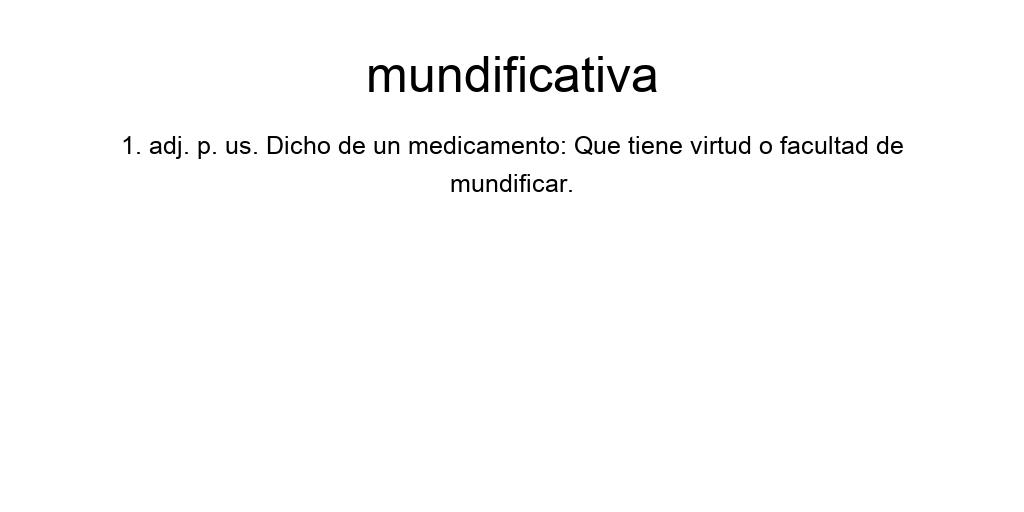 mundificativa
1. adj. p. us. Dicho de un medicamento: Que tiene virtud o facultad de
mundificar.